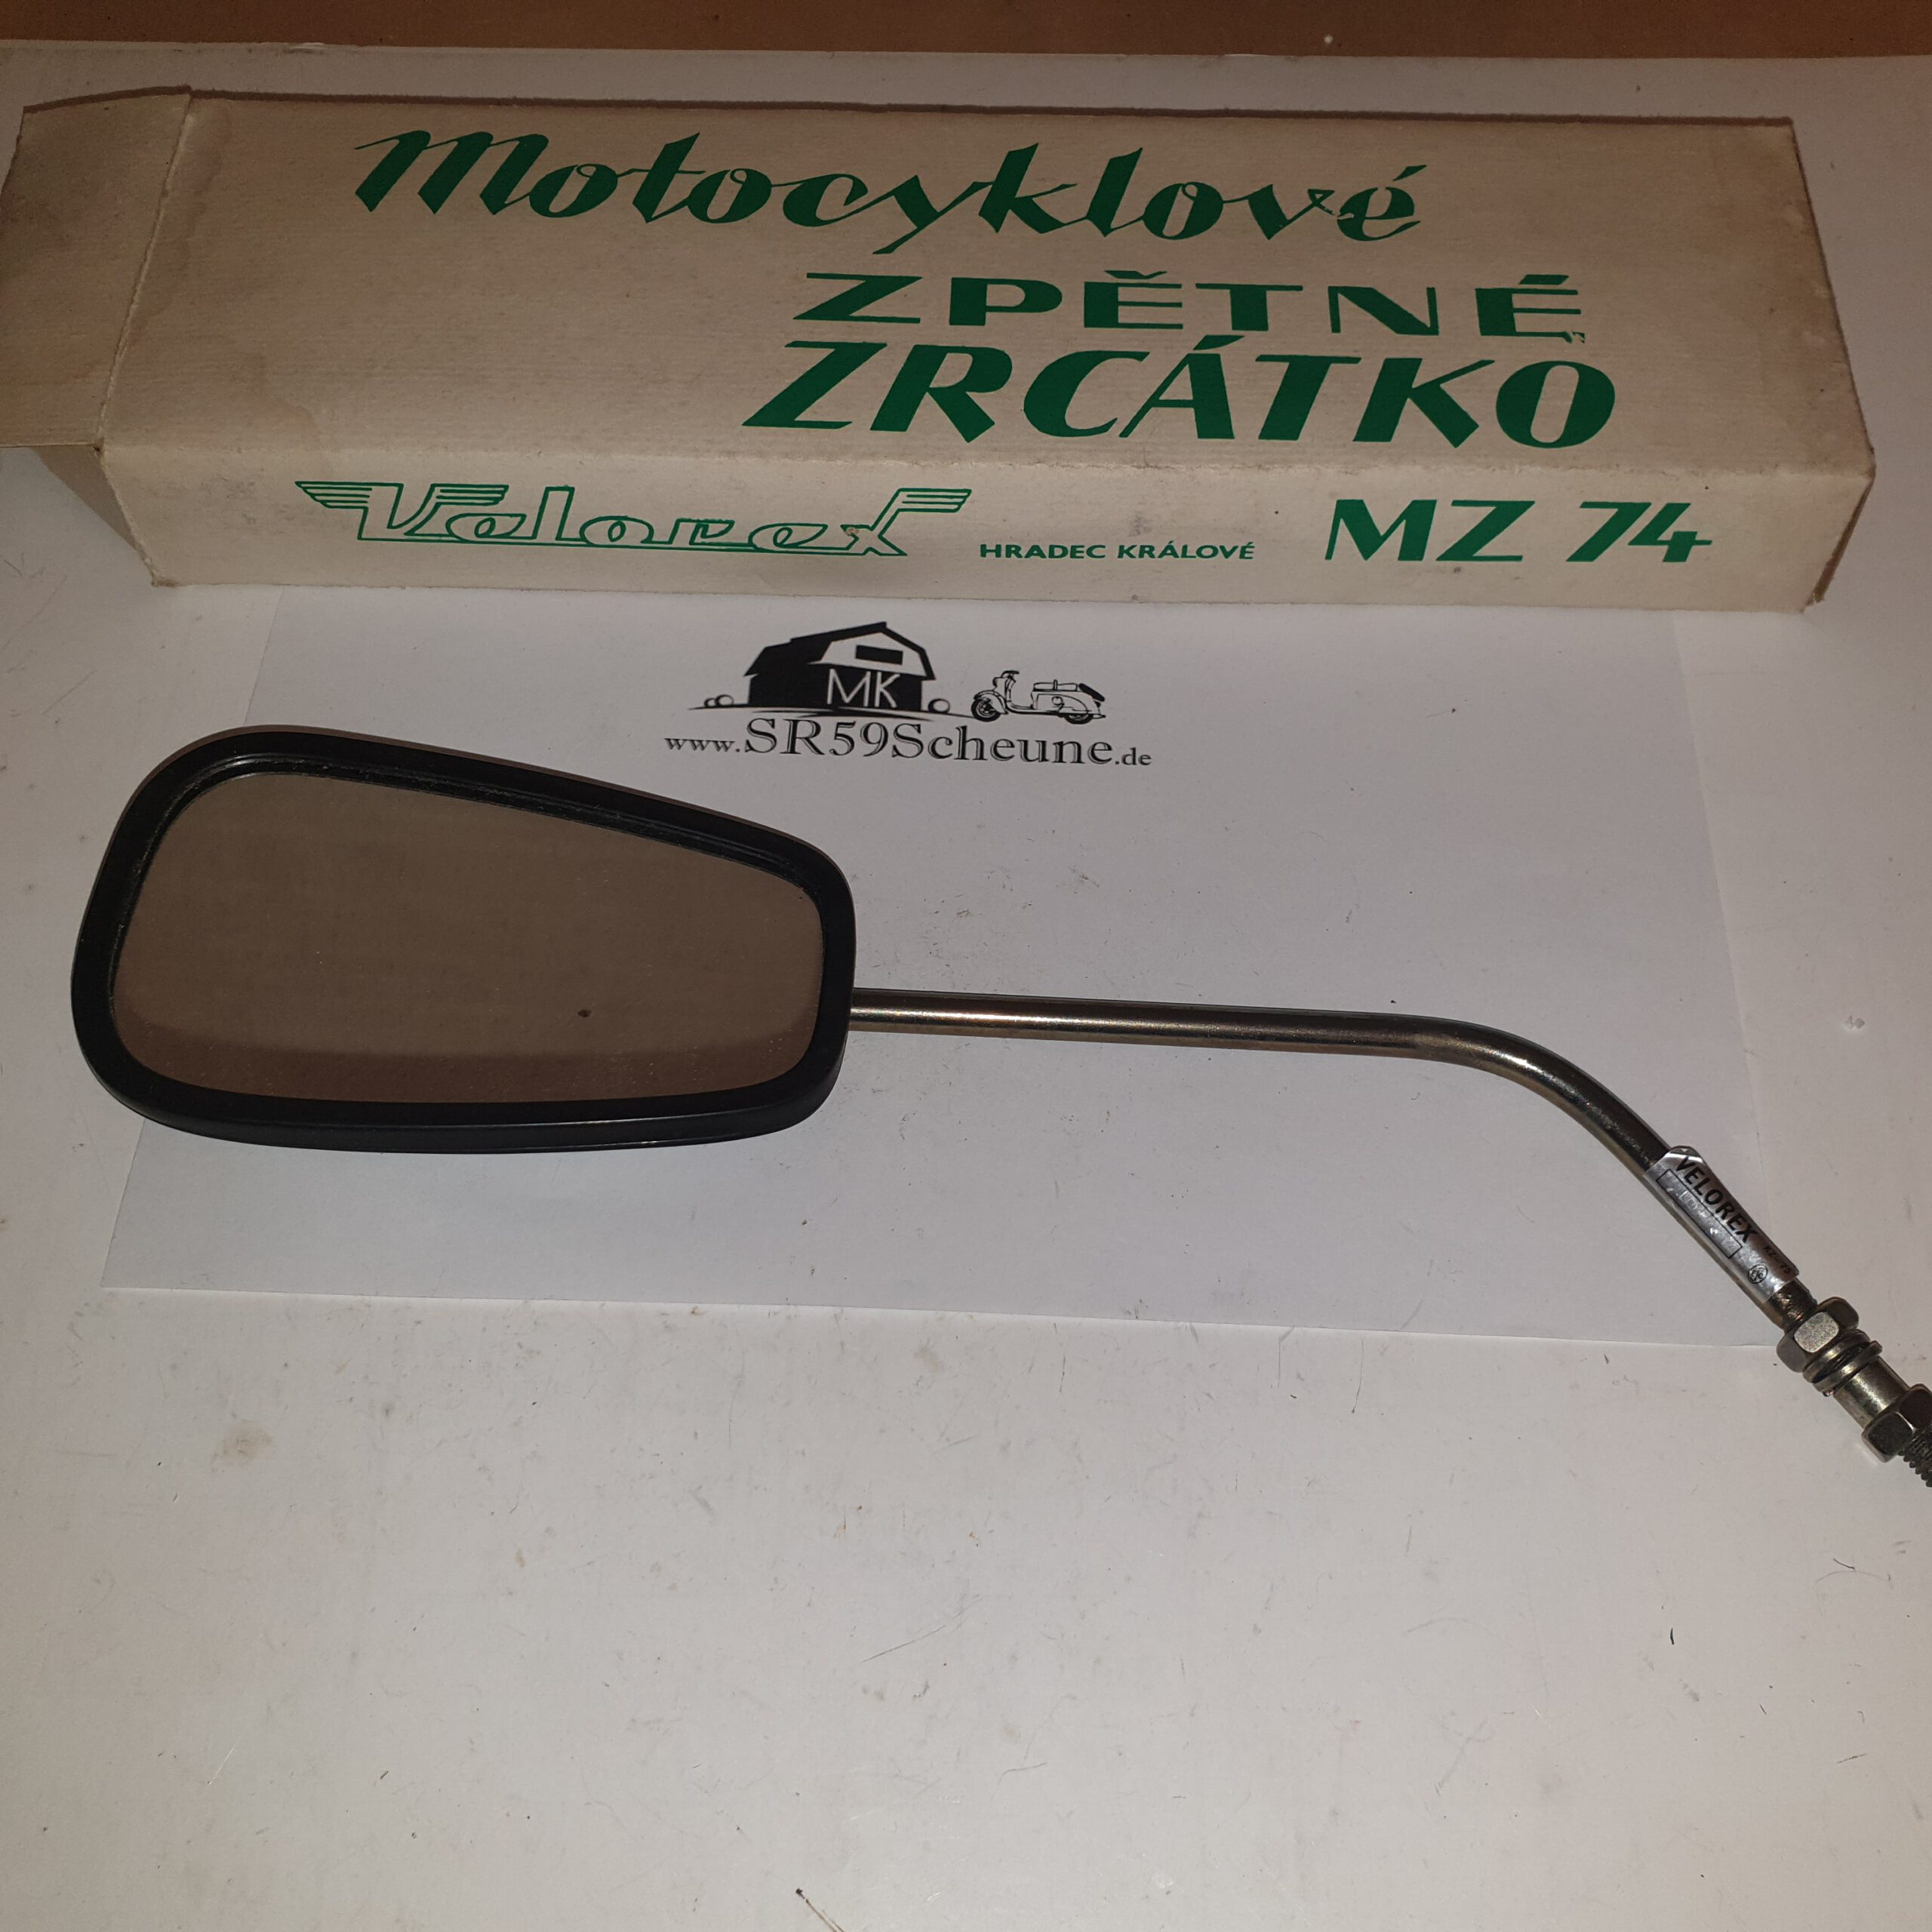 Motocyklové
ZPĚTNÉ
ZRCÁTKO
Velorex HRADEC KRÁLOVÉ MZ 74
MK
www.SR59Scheune.de
VELOREX